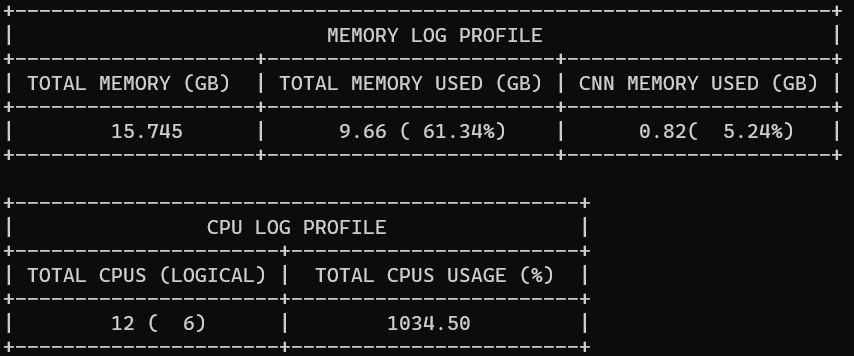 MEMORY LOG PROFILE
TOTAL MEMORY (GB) | TOTAL MEMORY USED (GB) | CNN MEMORY USED (GB)
15.745 | 9.66 ( 61.34%) | 0.82(  5.24%)
CPU LOG PROFILE
TOTAL CPUS (LOGICAL) | TOTAL CPUS USAGE (%)
12 (  6) | 1034.50